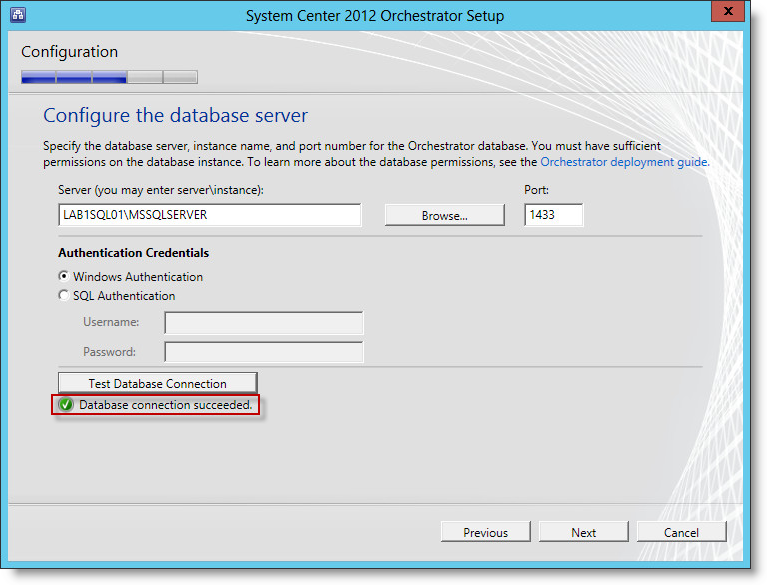 System Center 2012 Orchestrator Setup
x
Configuration
Configure the database server
Specify the database server, instance name, and port number for the Orchestrator database. You must have sufficient
permissions on the database instance. To learn more about the database permissions, see the Orchestrator deployment guide.
Server (you may enter server\instance):
Port:
LAB1SQL01\MSSQLSERVER
Browse...
1433
Authentication Credentials
Windows Authentication
SQL Authentication
Username:
Password:
Test Database Connection
Database connection succeeded.
Previous
Next
Cancel